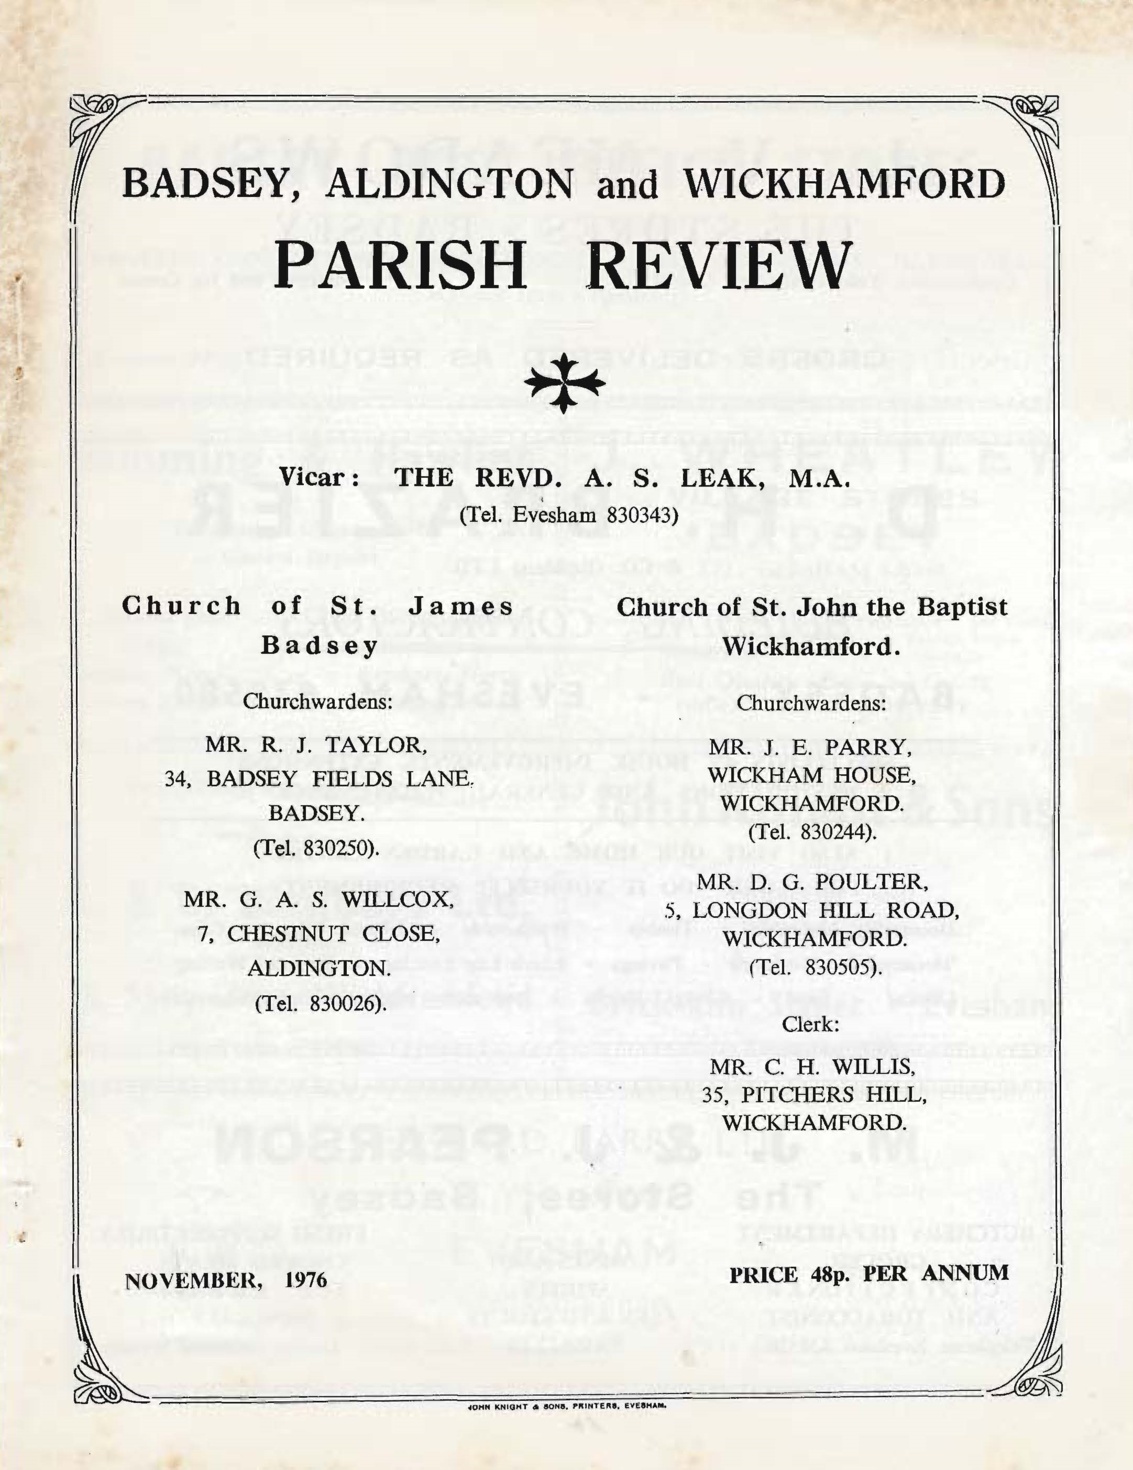 BADSEY, ALDINGTON and WICKHAMFORD
PARISH REVIEW
Vicar: THE REVD. A. S. LEAK, M.A.
(Tel. Evesham 830343)
Church of St. James
Badsey
Churchwardens:
MR. R. J. TAYLOR,
34, BADSEY FIELDS LANE.
BADSEY.
(Tel. 830250).
MR. G. A. S. WILLCOX,
7, CHESTNUT CLOSE,
ALDINGTON.
(Tel. 830026).
Church of St. John the Baptist
Wickhamford.
Churchwardens:
MR. J. E. PARRY,
WICKHAM HOUSE,
WICKHAMFORD.
(Tel. 830244).
MR. D. G. POULTER,
5, LONGDON HILL ROAD,
WICKHAMFORD.
(Tel. 830505).
Clerk:
MR. C. H. WILLIS,
35, PITCHERS HILL,
WICKHAMFORD.
NOVEMBER, 1976
PRICE 48p. PER ANNUM
JOHN KNIGHT & SONS, PRINTERS, EVESHAM.